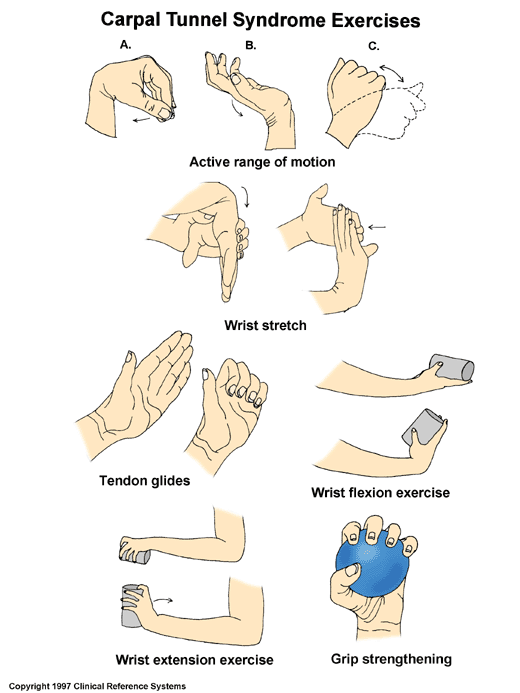 Carpal Tunnel Syndrome Exercises
A. B. C.
Active range of motion
Wrist stretch
Tendon glides
Wrist flexion exercise
Wrist extension exercise
Grip strengthening
Copyright 1997 Clinical Reference Systems